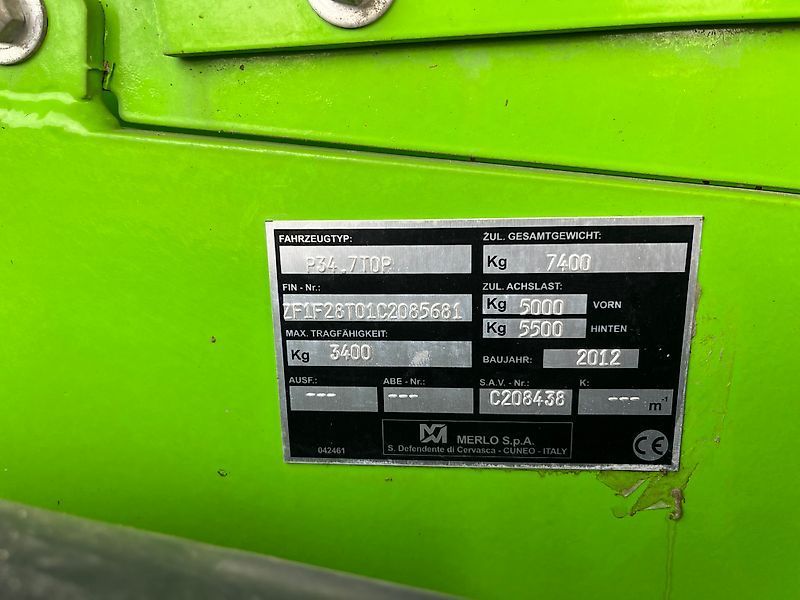 FAHRZEUGTYP:
P34.7TOP
FIN - Nr.:
ZF1F28T01C2085681
MAX. TRAGFÄHIGKEIT:
Kg 3400
ZUL. GESAMTGEWICHT:
Kg 7400
ZUL. ACHSLAST:
Kg 5000 VORN
Kg 5500 HINTEN
BAUJAHR: 2012
AUSF.: ABE - Nr.: S.A.V. - Nr.: K:
--- --- C208438 --- m⁻¹
042461
MERLO S.p.A.
S. Defendente di Cervasca - CUNEO - ITALY
CE